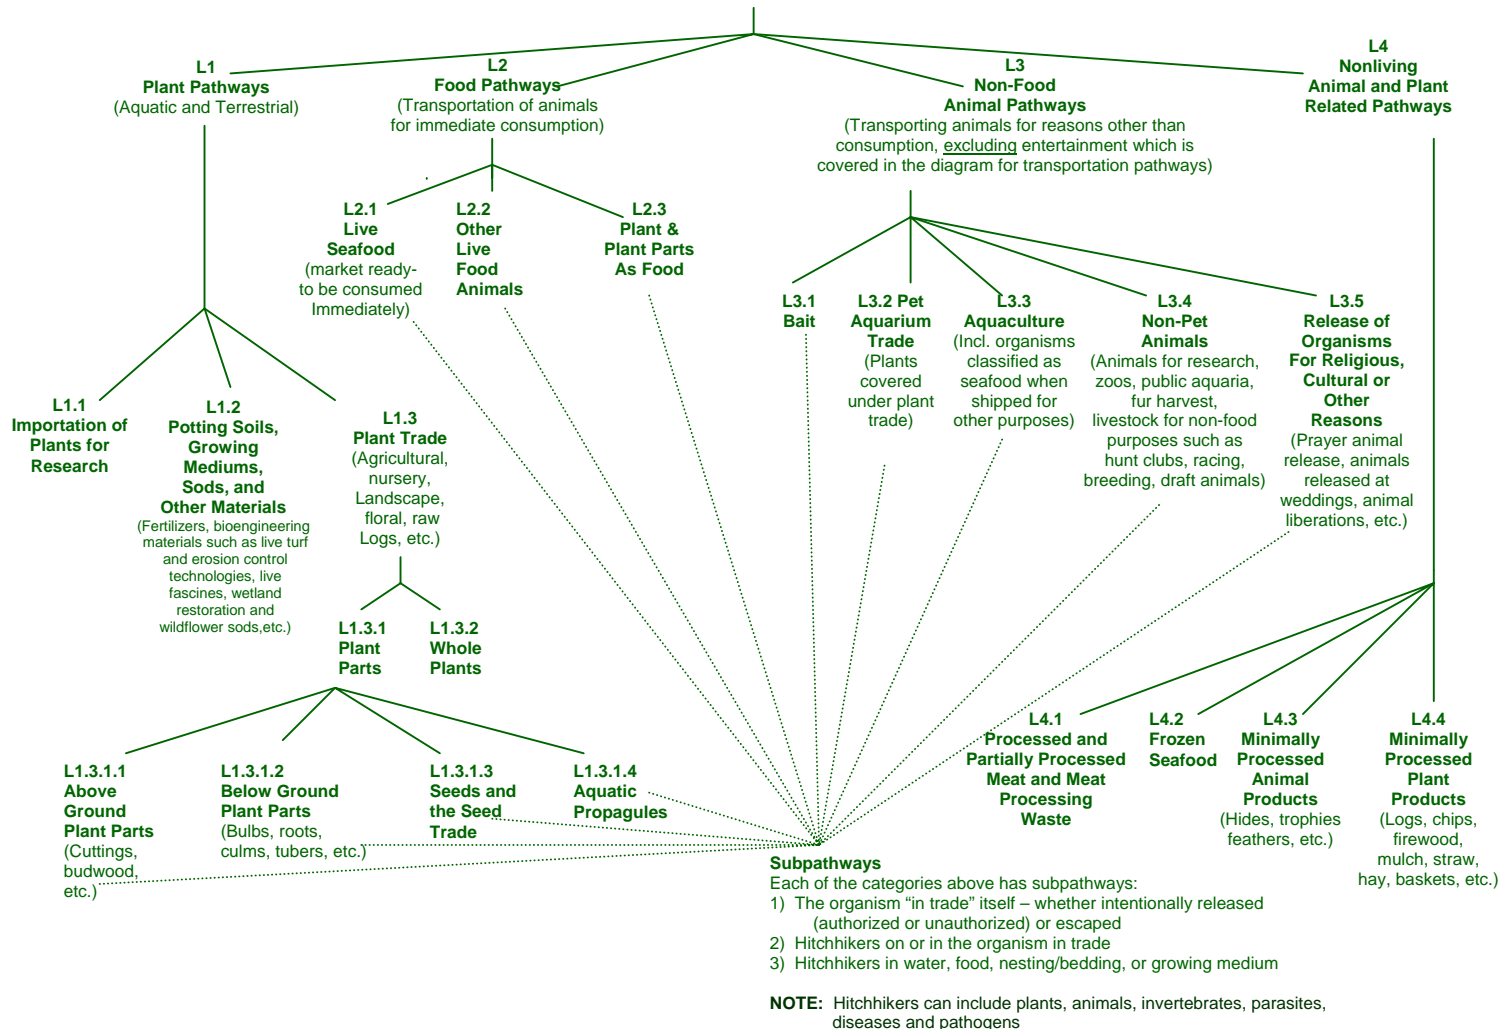 L1
Plant Pathways
(Aquatic and Terrestrial)
L2
Food Pathways
(Transportation of animals
for immediate consumption)
L3
Non-Food
Animal Pathways
(Transporting animals for reasons other than
consumption, excluding entertainment which is
covered in the diagram for transportation pathways)
L4
Nonliving
Animal and Plant
Related Pathways
L2.1
Live
Seafood
(market ready-
to be consumed
Immediately)
L2.2
Other
Live
Food
Animals
L2.3
Plant &
Plant Parts
As Food
L3.1
Bait
L3.2 Pet
Aquarium
Trade
(Plants
covered
under plant
trade)
L3.3
Aquaculture
(Incl. organisms
classified as
seafood when
shipped for
other purposes)
L3.4
Non-Pet
Animals
(Animals for research,
zoos, public aquaria,
fur harvest,
livestock for non-food
purposes such as
hunt clubs, racing,
breeding, draft animals)
L3.5
Release of
Organisms
For Religious,
Cultural or
Other
Reasons
(Prayer animal
release, animals
released at
weddings, animal
liberations, etc.)
L1.1
Importation of
Plants for
Research
L1.2
Potting Soils,
Growing
Mediums,
Sods, and
Other Materials
(Fertilizers, bioengineering
materials such as live turf
and erosion control
technologies, live
fascines, wetland
restoration and
wildflower sods,etc.)
L1.3
Plant Trade
(Agricultural,
nursery,
Landscape,
floral, raw
Logs, etc.)
L1.3.1
Plant
Parts
L1.3.2
Whole
Plants
L1.3.1.1
Above
Ground
Plant Parts
(Cuttings,
budwood,
etc.)
L1.3.1.2
Below Ground
Plant Parts
(Bulbs, roots,
culms, tubers, etc.)
L1.3.1.3
Seeds and
the Seed
Trade
L1.3.1.4
Aquatic
Propagules
L4.1
Processed and
Partially Processed
Meat and Meat
Processing
Waste
L4.2
Frozen
Seafood
L4.3
Minimally
Processed
Animal
Products
(Hides, trophies
feathers, etc.)
L4.4
Minimally
Processed
Plant
Products
(Logs, chips,
firewood,
mulch, straw,
hay, baskets, etc.)
Subpathways
Each of the categories above has subpathways:
1) The organism “in trade” itself – whether intentionally released
(authorized or unauthorized) or escaped
2) Hitchhikers on or in the organism in trade
3) Hitchhikers in water, food, nesting/bedding, or growing medium
NOTE: Hitchhikers can include plants, animals, invertebrates, parasites,
diseases and pathogens